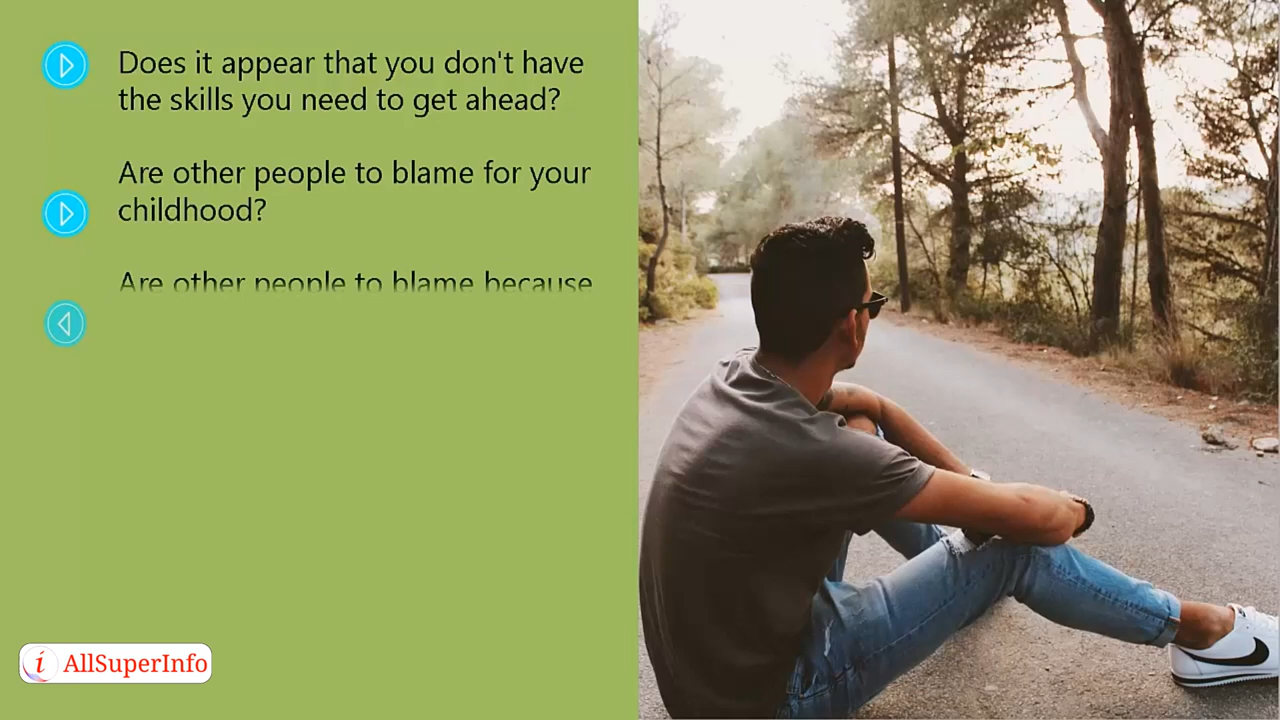 Does it appear that you don't have
the skills you need to get ahead?
Are other people to blame for your
childhood?
Are other people to blame because
i AllSuperInfo